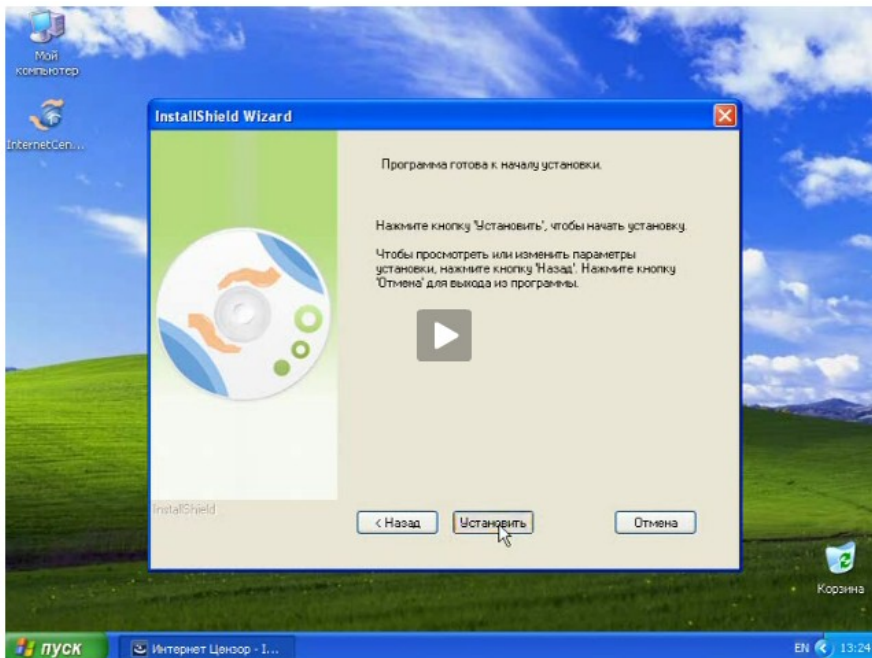 Мой
компьютер
InternetCen...
InstallShield Wizard
Программа готова к началу установки.
Нажмите кнопку 'Установить', чтобы начать установку.
Чтобы просмотреть или изменить параметры
установки, нажмите кнопку 'Назад'. Нажмите кнопку
'Отмена' для выхода из программы.
InstallShield
< Назад
Установить
Отмена
Корзина
пуск
Интернет Цензор - I...
EN
13:24